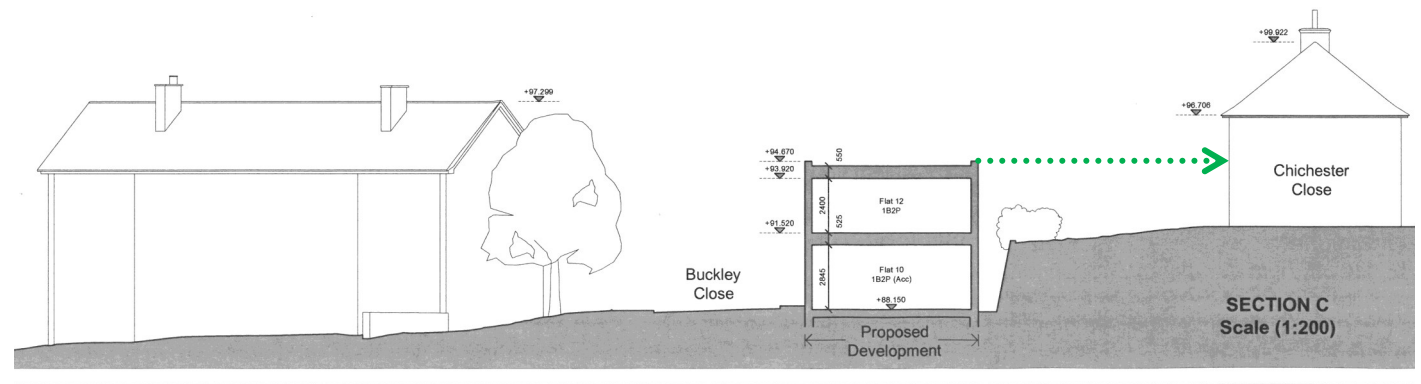 +99.922
+97.299
+96.706
+94.670
550
+93.920
Chichester
Close
Flat 12
1B2P
2400
525
+91.520
Buckley
Close
Flat 10
1B2P (Acc)
2845
+88.150
SECTION C
Scale (1:200)
Proposed
Development